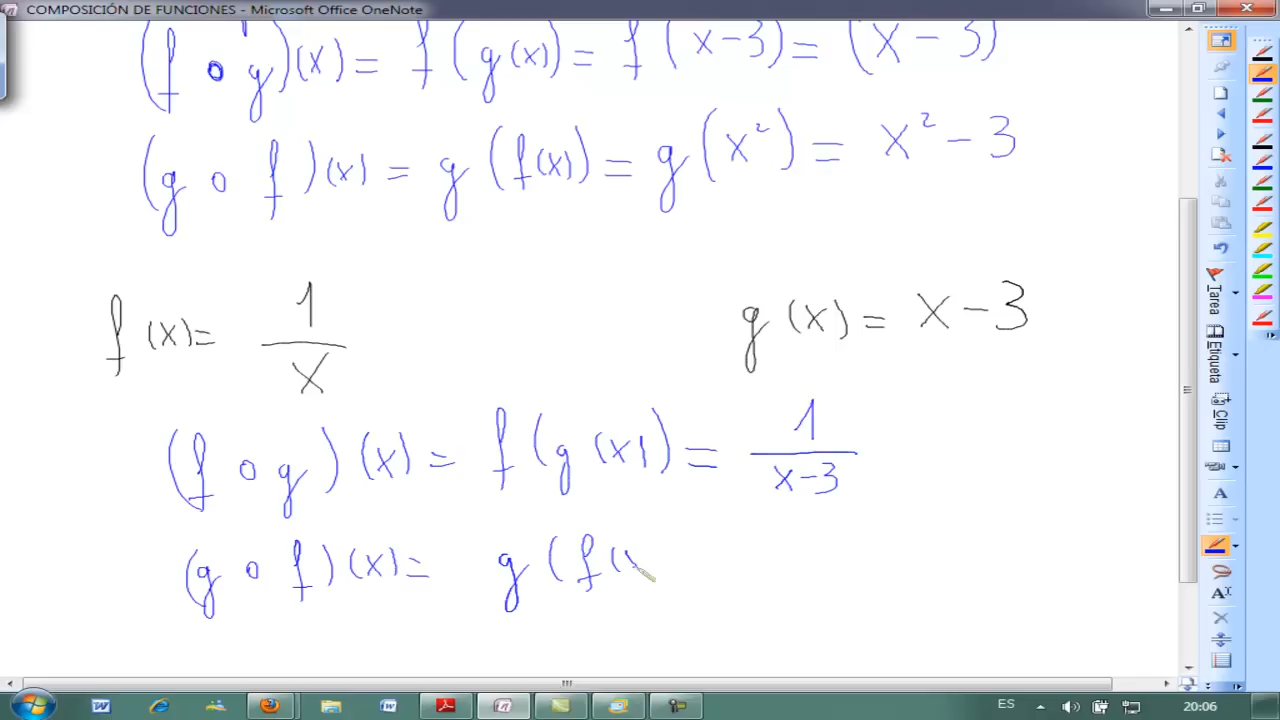 COMPOSICIÓN DE FUNCIONES - Microsoft Office OneNote
(f o g)(x) = f(g(x)) = f(x-3) = (x-3)
(g o f)(x) = g(f(x)) = g(x²) = x² - 3
f(x) = 1/x
g(x) = x - 3
(f o g)(x) = f(g(x)) = 1/(x-3)
(g o f)(x) = g(f(
Tarea
Etiqueta
Clip
ES
20:06